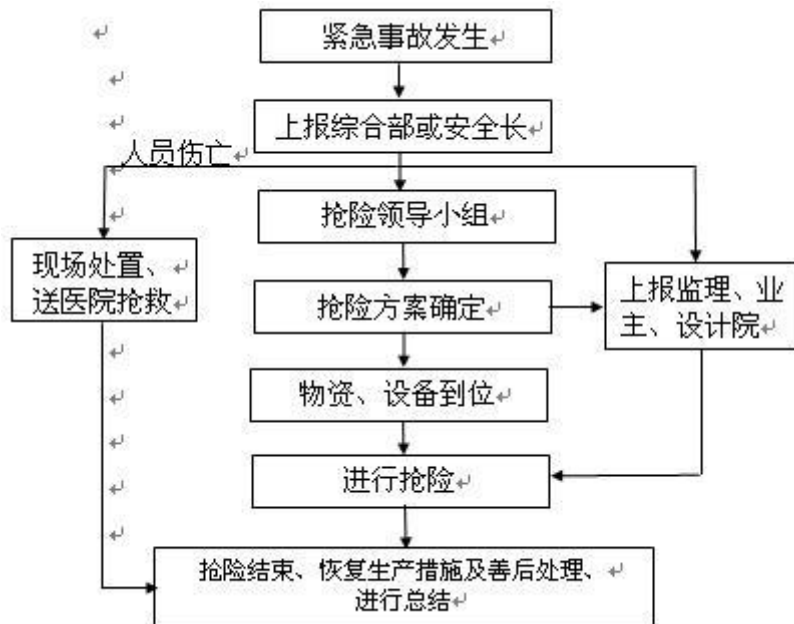 紧急事故发生
上报综合部或安全长
人员伤亡
抢险领导小组
现场处置、
送医院抢救
抢险方案确定
上报监理、业
主、设计院
物资、设备到位
进行抢险
抢险结束、恢复生产措施及善后处理、
进行总结